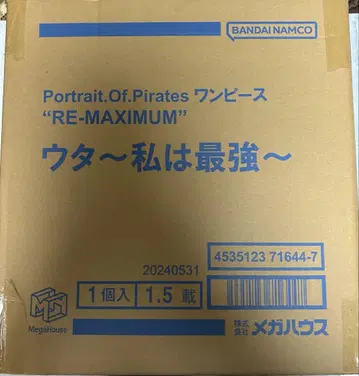 BANDAI NAMCO
Portrait.Of.Pirates ワンピース
“RE-MAXIMUM”
ウタ～私は最強～
4535123 71644-7
20240531
1個入 1.5 載
MegaHouse
株式会社 メガハウス